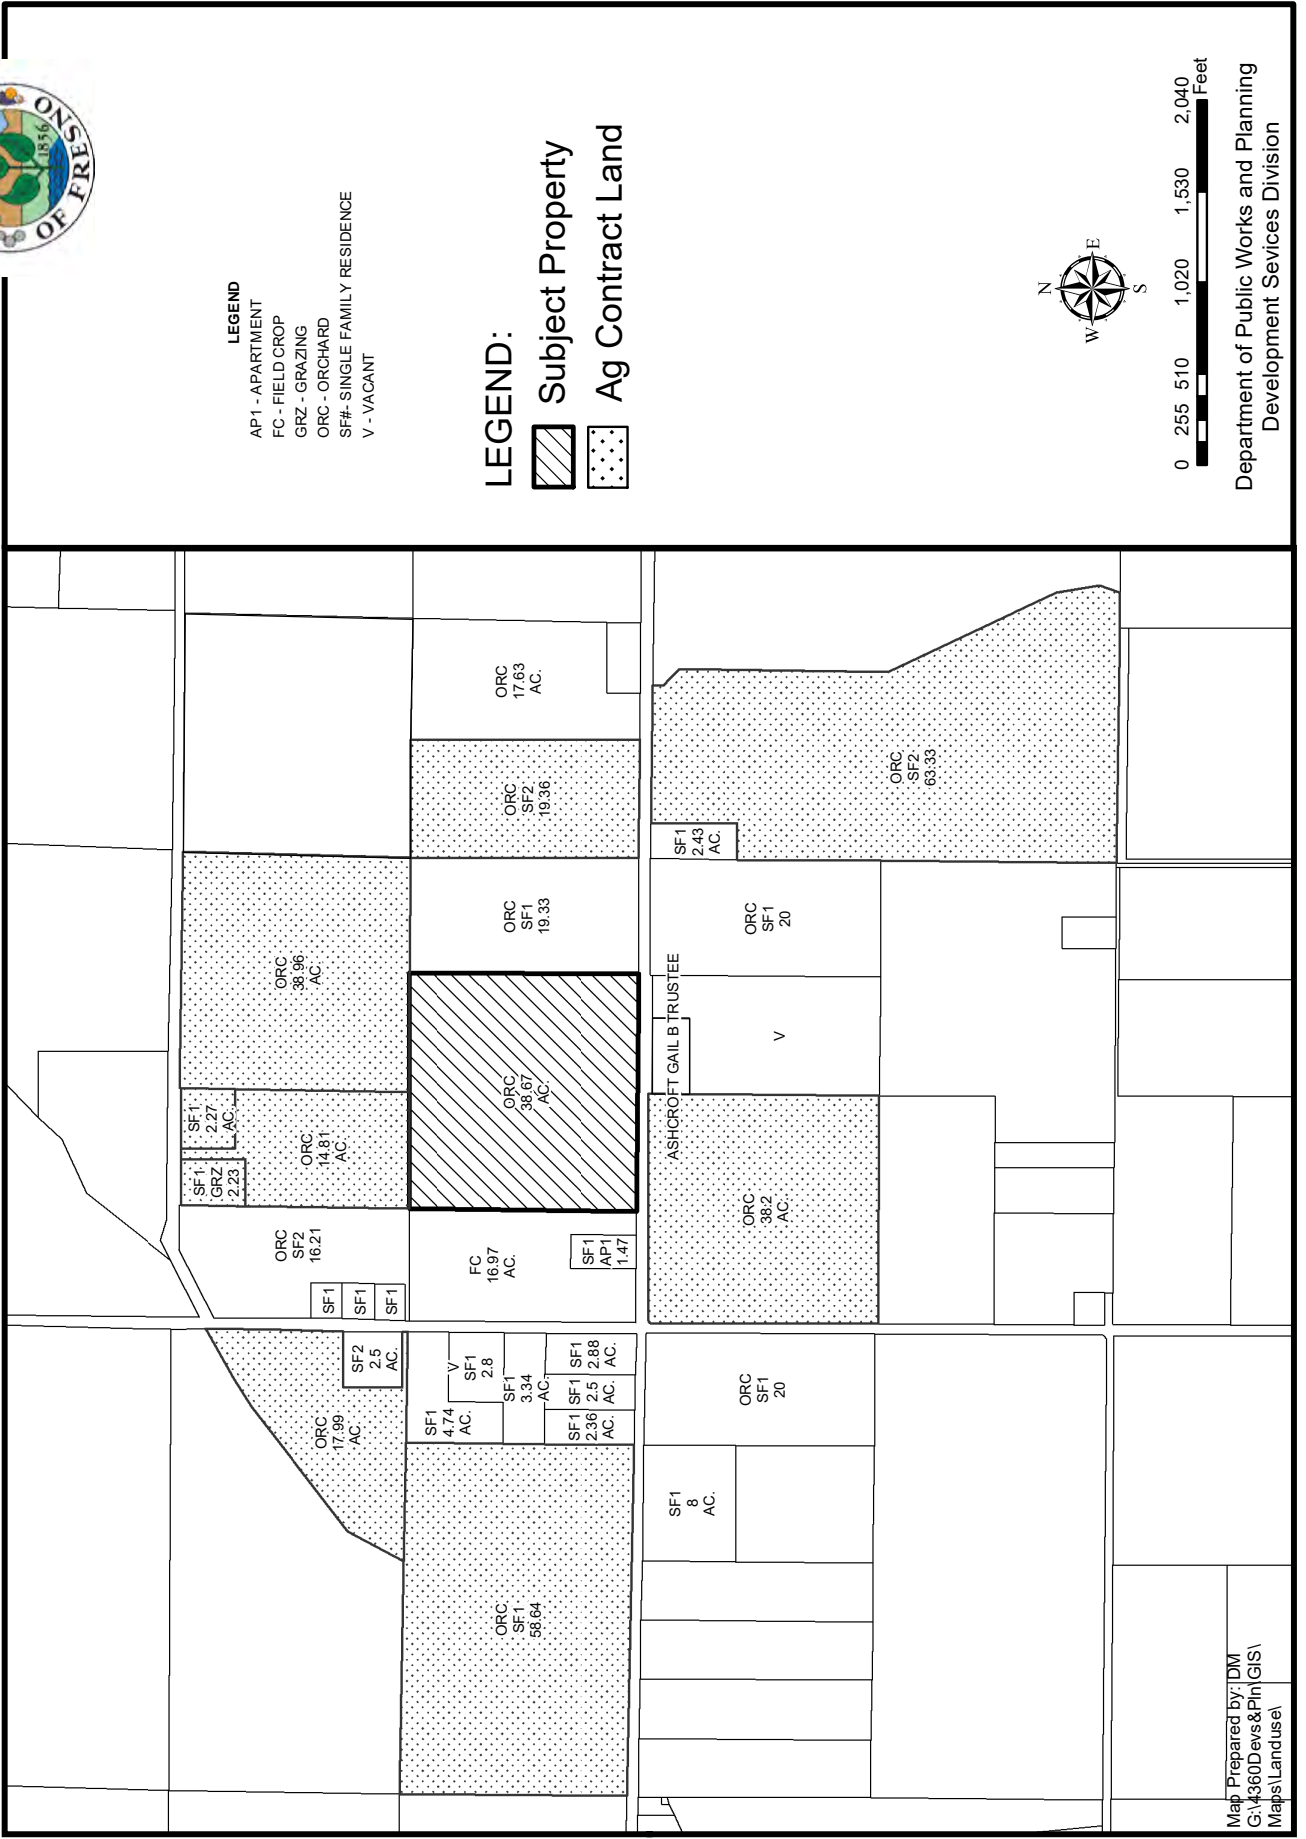 ORC
17.99
AC.
SF2
2.5
AC.
SF1
SF1
SF1
ORC
SF2
16.21
SF1
GRZ
2.23
SF1
2.27
AC.
ORC
14.81
AC.
ORC
38.96
AC.
ORC
SF1
58.64
SF1
4.74
AC.
V
SF1
2.8
SF1
3.34
AC.
SF1
2.36
AC.
SF1
2.5
AC.
SF1
2.88
AC.
FC
16.97
AC.
SF1
AP1
1.47
ORC
38.67
AC.
ORC
SF1
19.33
ORC
SF2
19.36
ORC
17.63
AC.
SF1
8
AC.
ORC
SF1
20
ASHCROFT GAIL B TRUSTEE
ORC
38.2
AC.
V
ORC
SF1
20
SF1
2.43
AC.
ORC
SF2
63.33
Map Prepared by: DM
G:\4360Devs&Pln\GIS\
Maps\Landuse\
OF FRESNO
1856
LEGEND
AP1 - APARTMENT
FC - FIELD CROP
GRZ - GRAZING
ORC - ORCHARD
SF#- SINGLE FAMILY RESIDENCE
V - VACANT
LEGEND:
Subject Property
Ag Contract Land
N
W E
S
0 255 510 1,020 1,530 2,040
Feet
Department of Public Works and Planning
Development Sevices Division